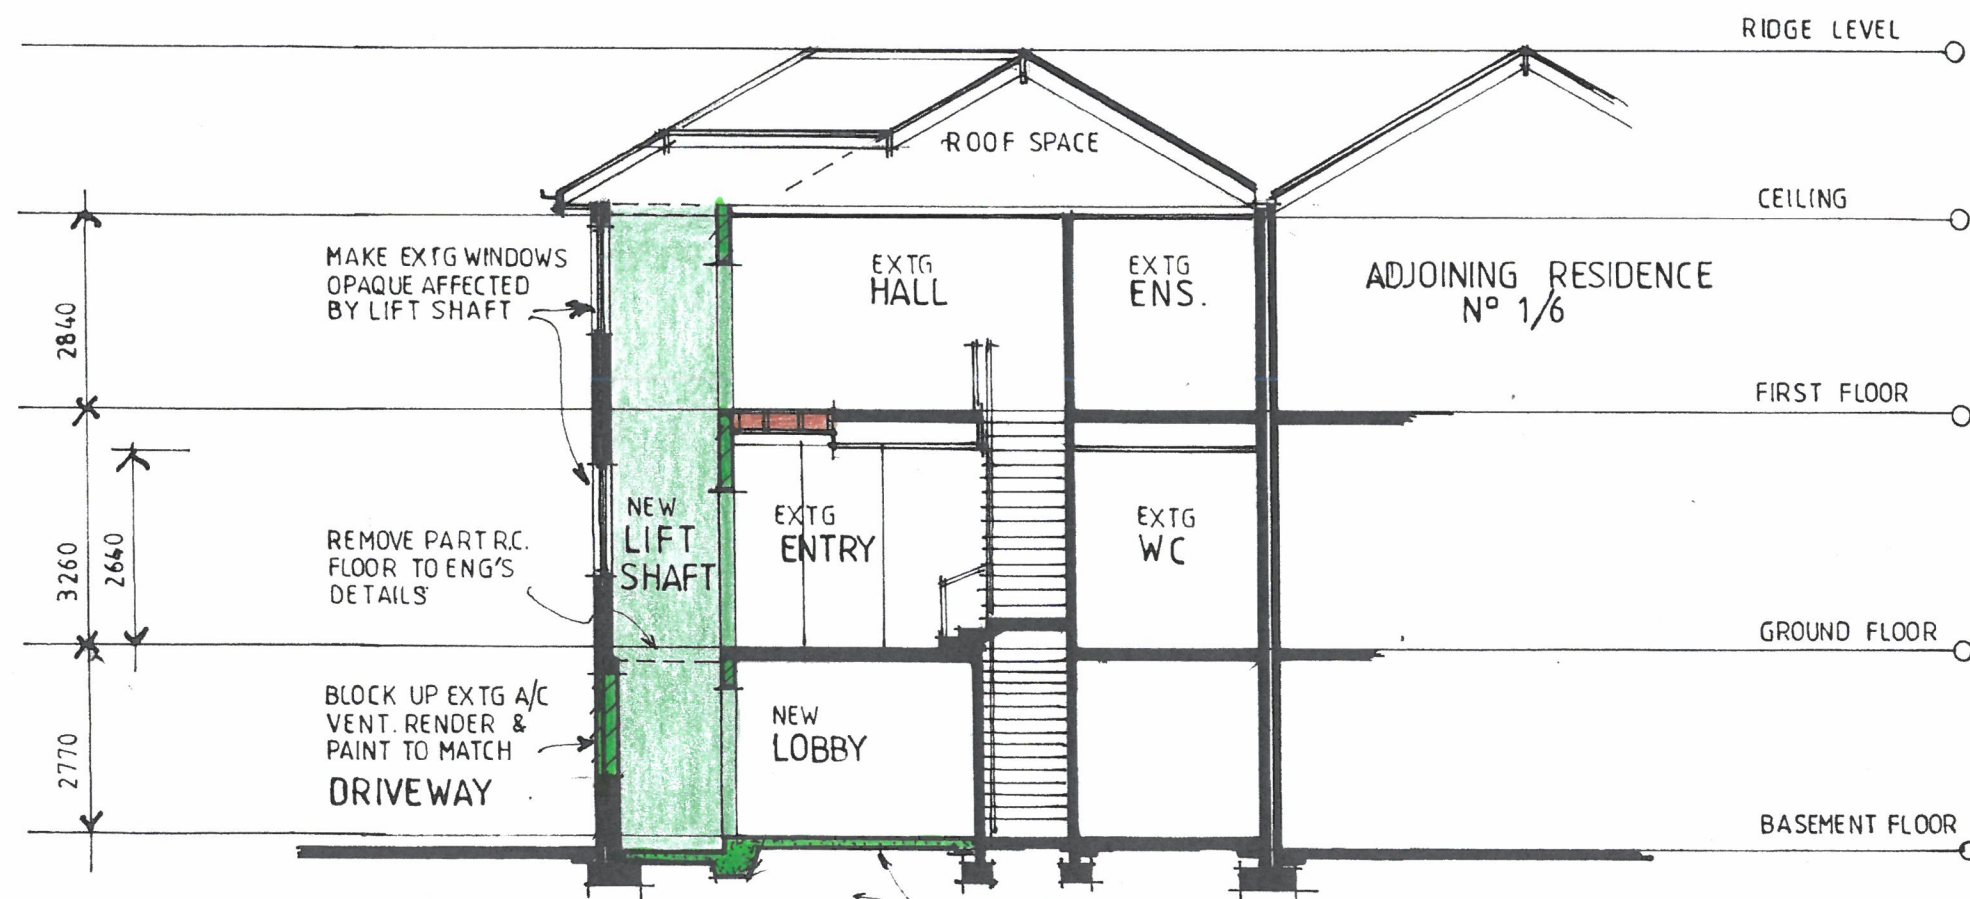 RIDGE LEVEL
ROOF SPACE
CEILING
MAKE EXTG WINDOWS
OPAQUE AFFECTED
BY LIFT SHAFT
EXTG
HALL
EXTG
ENS.
ADJOINING RESIDENCE
Nº 1/6
2840
FIRST FLOOR
NEW
LIFT
SHAFT
EXTG
ENTRY
EXTG
WC
REMOVE PART R.C.
FLOOR TO ENG'S
DETAILS
3260
2640
GROUND FLOOR
BLOCK UP EXTG A/C
VENT. RENDER &
PAINT TO MATCH
DRIVEWAY
NEW
LOBBY
2770
BASEMENT FLOOR